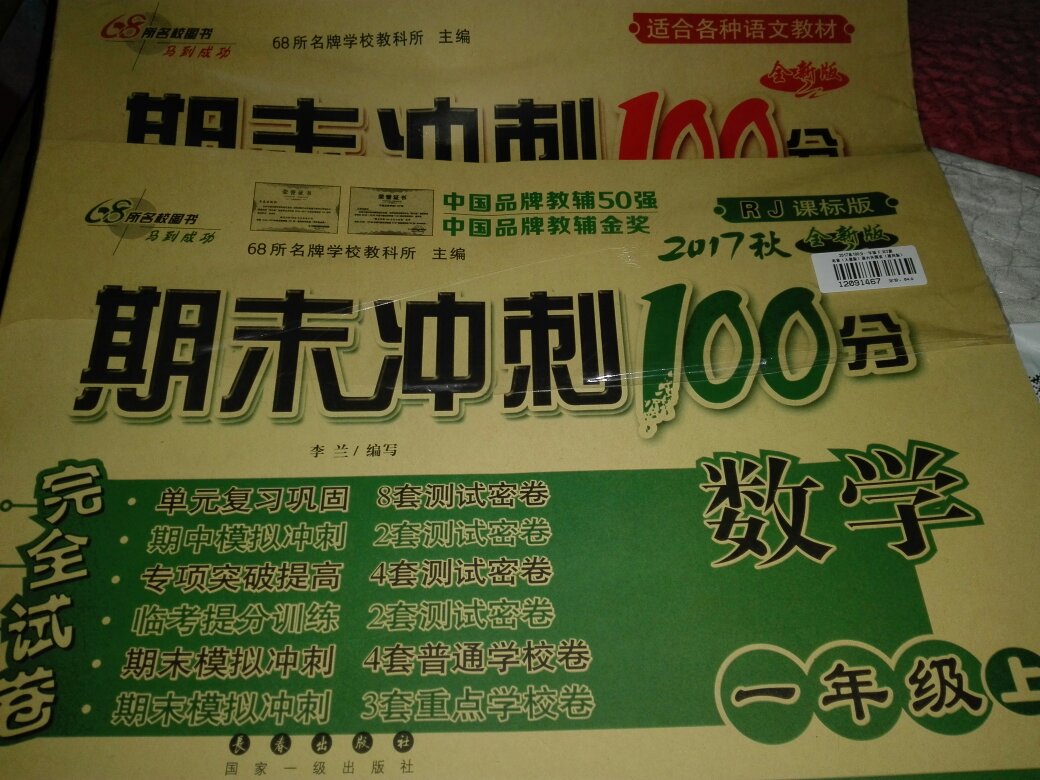 68所名校图书
马到成功
68所名牌学校教科所 主编
适合各种语文教材
全新版
期末冲刺100分
68所名校图书
马到成功
荣誉证书
荣誉证书
中国品牌教辅50强
中国品牌教辅金奖
RJ课标版
68所名牌学校教科所 主编
2017秋
全新版
12091467
期末冲刺100分
李兰/编写
完全试卷
·单元复习巩固 8套测试密卷
·期中模拟冲刺 2套测试密卷
·专项突破提高 4套测试密卷
·临考提分训练 2套测试密卷
·期末模拟冲刺 4套普通学校卷
·期末模拟冲刺 3套重点学校卷
数学
一年级上
长春出版社
国家一级出版社